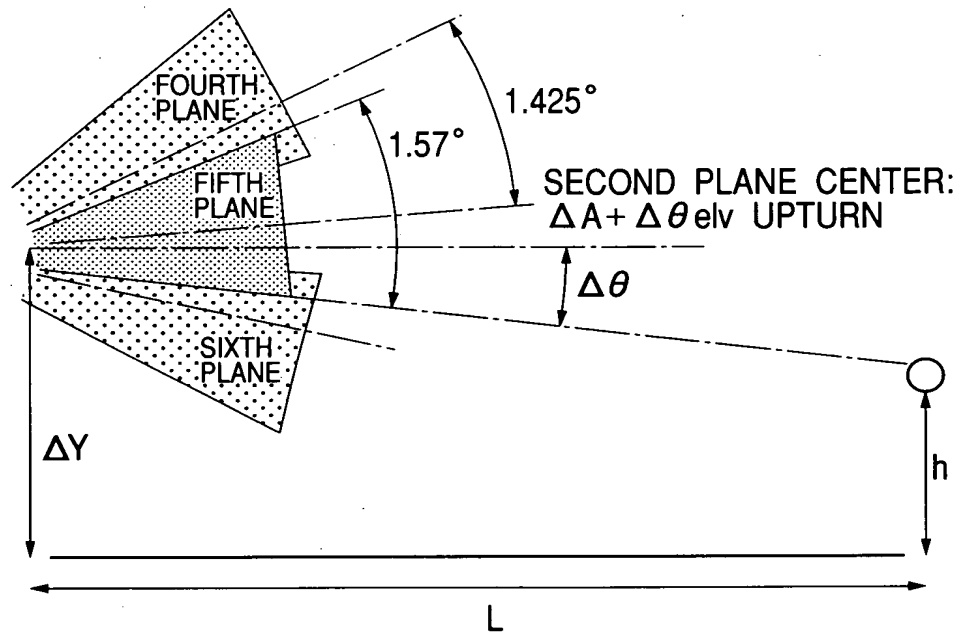 FOURTH
PLANE
1.425°
1.57°
FIFTH
PLANE
SECOND PLANE CENTER:
ΔA + Δθelv UPTURN
Δθ
SIXTH
PLANE
ΔY
h
L